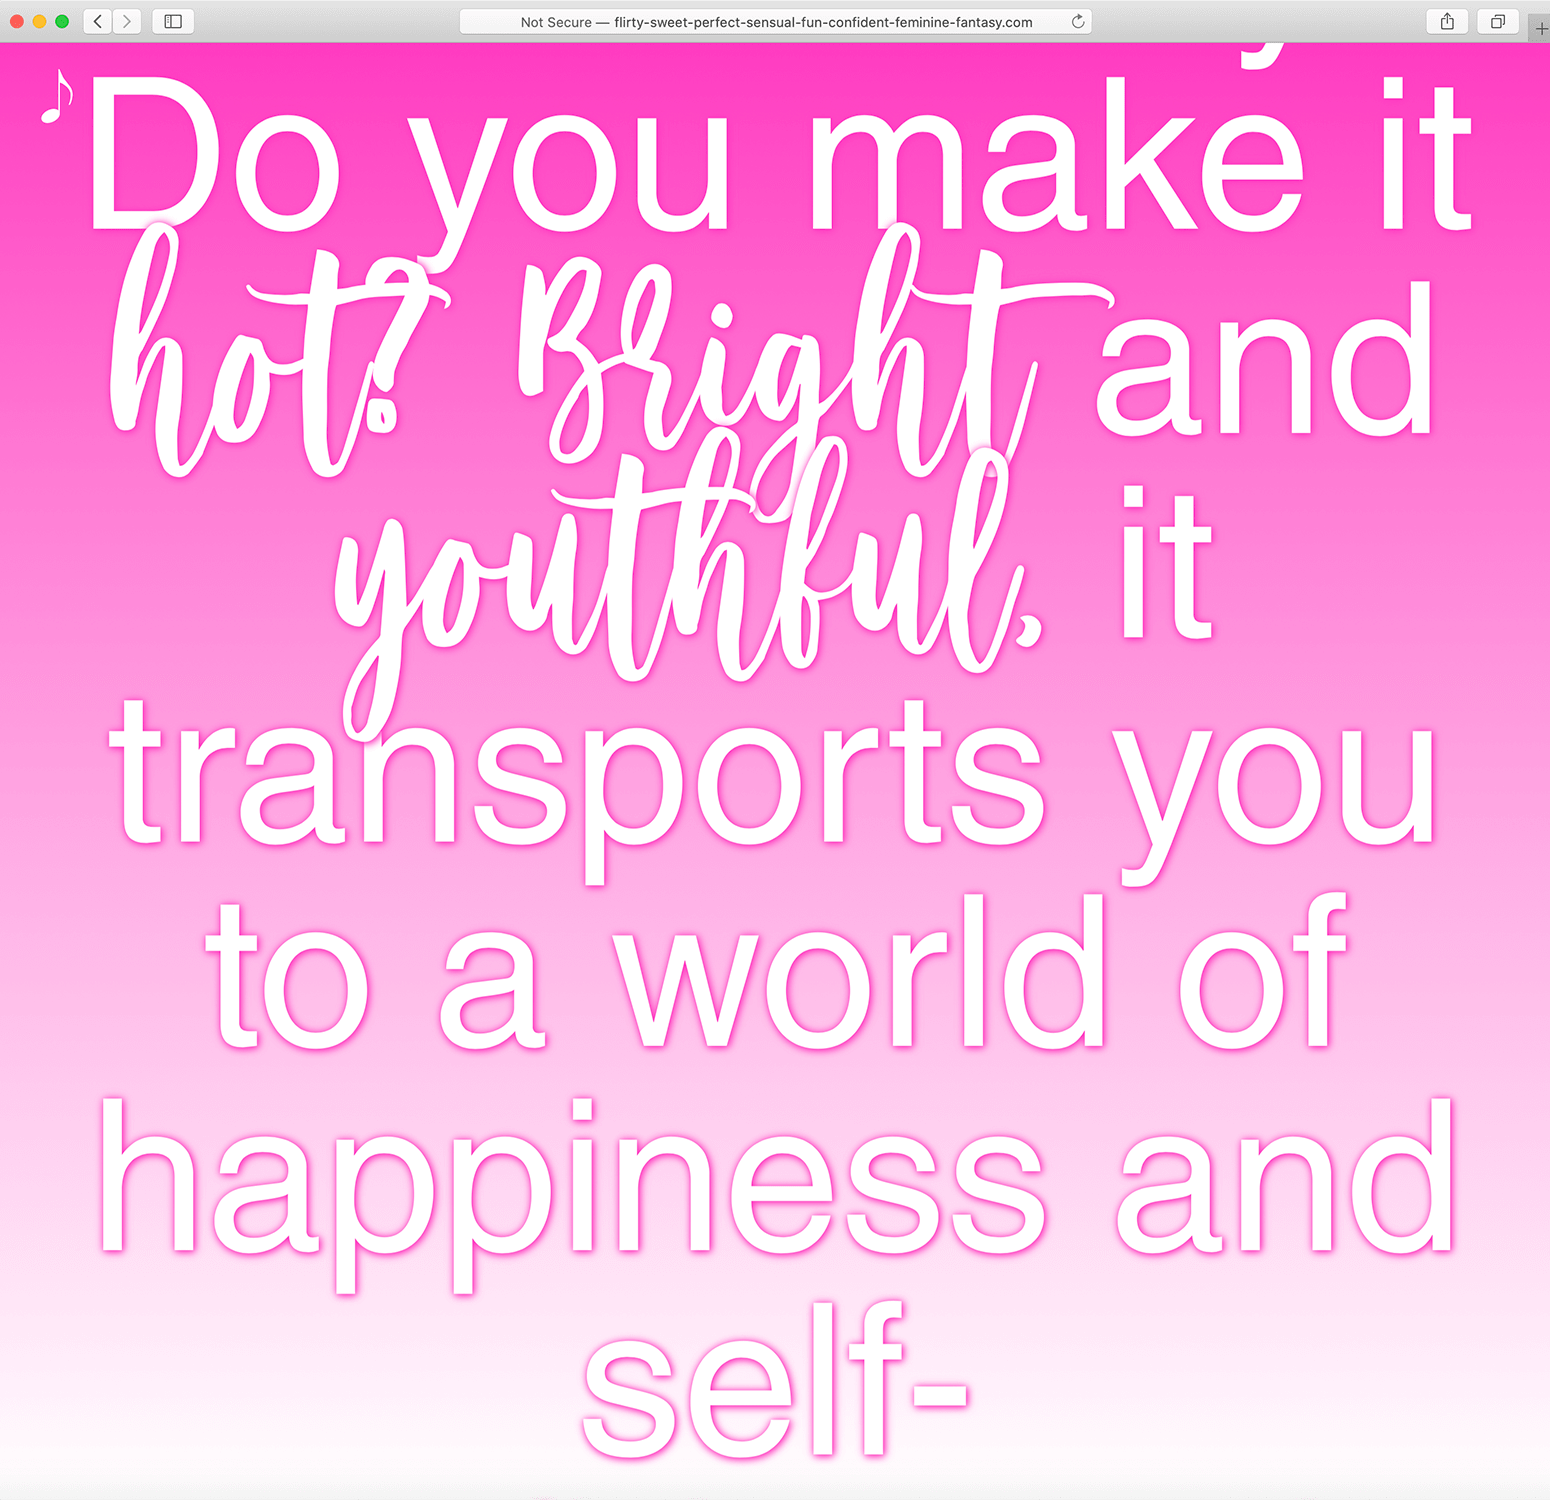 Not Secure — flirty-sweet-perfect-sensual-fun-confident-feminine-fantasy.com
Do you make it
hot? Bright and
youthful, it
transports you
to a world of
happiness and
self-